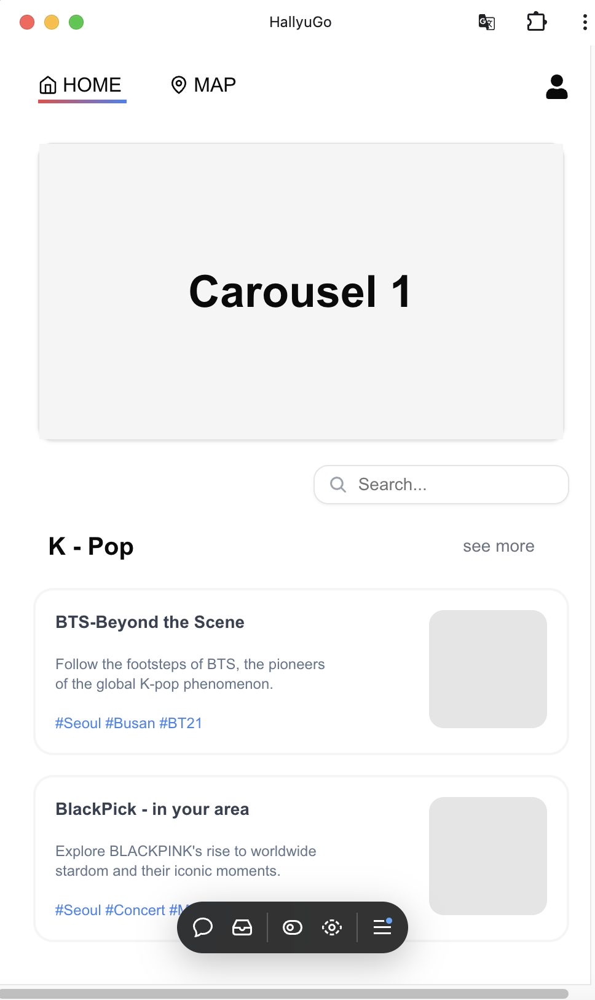 HallyuGo
HOME
MAP
Carousel 1
Search...
K - Pop
see more
BTS-Beyond the Scene
Follow the footsteps of BTS, the pioneers
of the global K-pop phenomenon.
#Seoul #Busan #BT21
BlackPick - in your area
Explore BLACKPINK's rise to worldwide
stardom and their iconic moments.
#Seoul #Concert